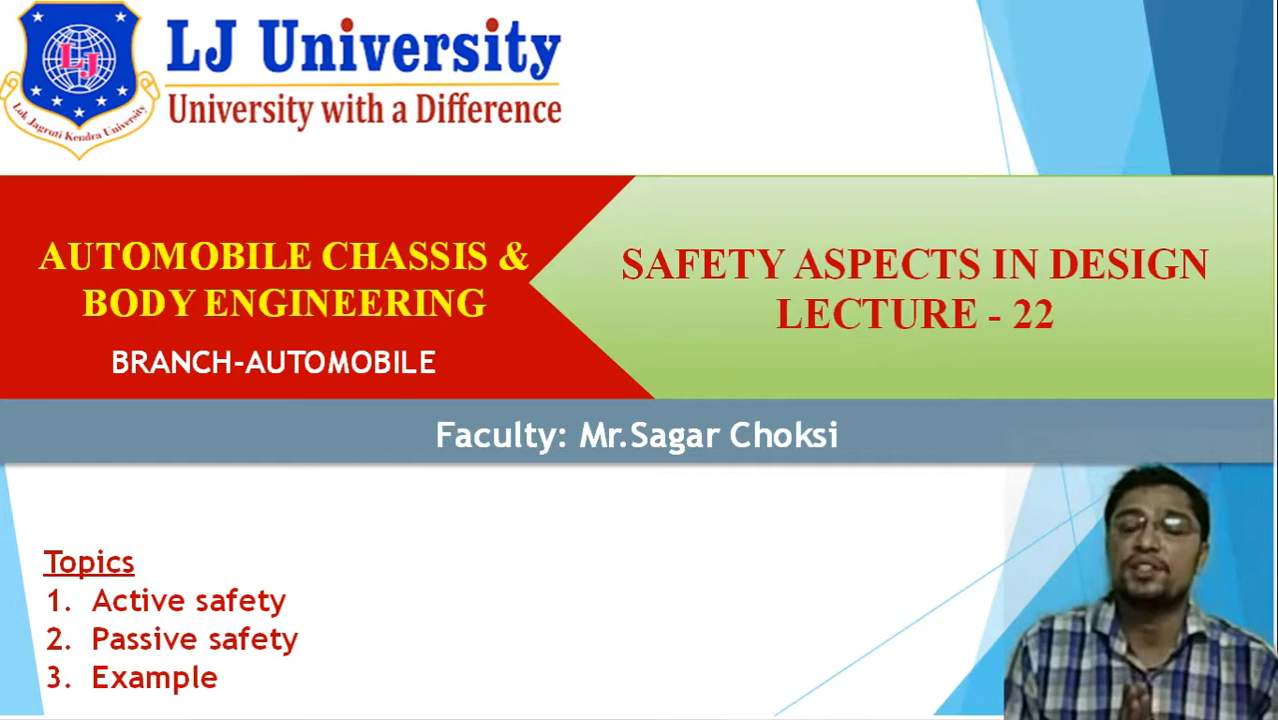 LJ University
University with a Difference
LJ
Lok Jagruti Kendra University
AUTOMOBILE CHASSIS &
BODY ENGINEERING
BRANCH-AUTOMOBILE
SAFETY ASPECTS IN DESIGN
LECTURE - 22
Faculty: Mr.Sagar Choksi
Topics
1. Active safety
2. Passive safety
3. Example